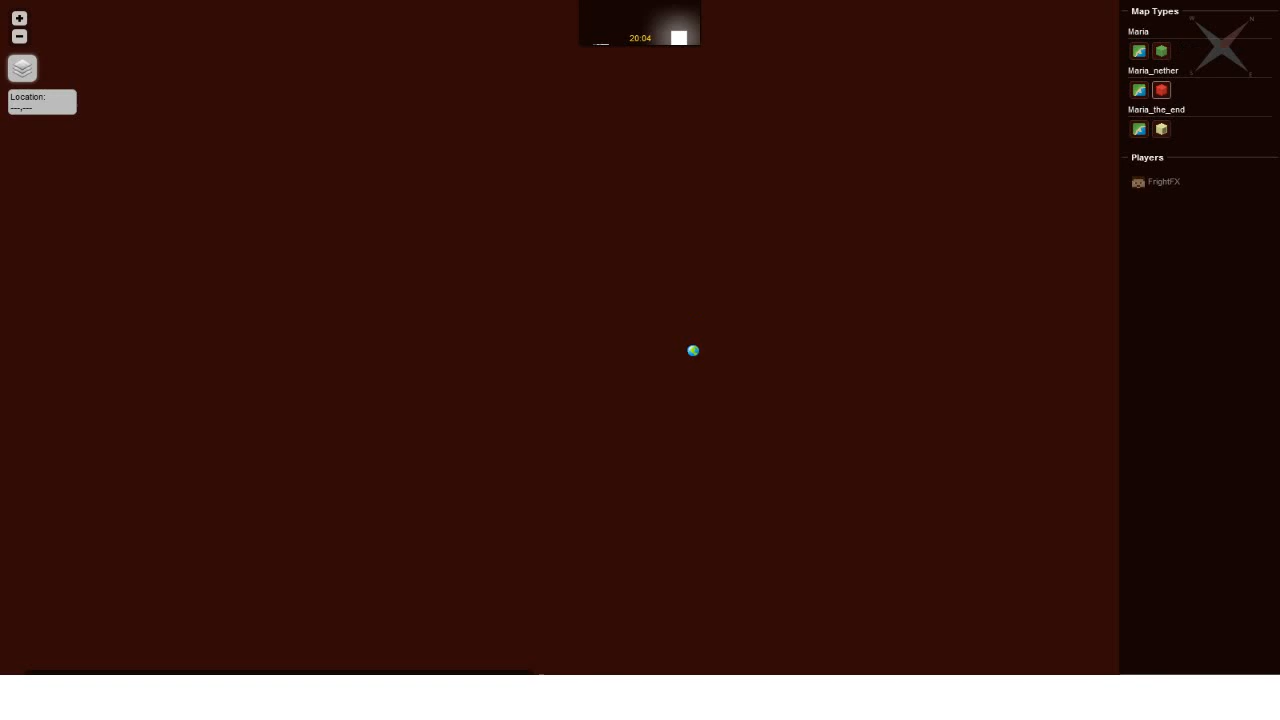 +
−
Location:
---,---
20:04
Map Types
W
N
S
E
Maria
Maria_nether
Maria_the_end
Players
FrightFX